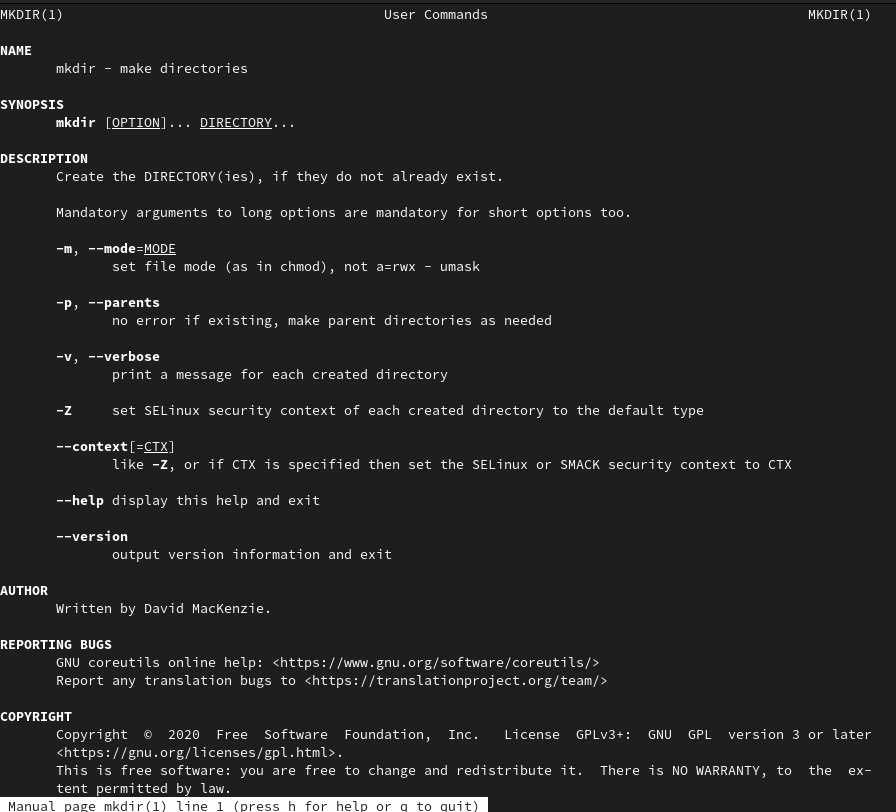 MKDIR(1) User Commands MKDIR(1)
NAME
mkdir - make directories
SYNOPSIS
mkdir [OPTION]... DIRECTORY...
DESCRIPTION
Create the DIRECTORY(ies), if they do not already exist.
Mandatory arguments to long options are mandatory for short options too.
-m, --mode=MODE
set file mode (as in chmod), not a=rwx - umask
-p, --parents
no error if existing, make parent directories as needed
-v, --verbose
print a message for each created directory
-Z set SELinux security context of each created directory to the default type
--context[=CTX]
like -Z, or if CTX is specified then set the SELinux or SMACK security context to CTX
--help display this help and exit
--version
output version information and exit
AUTHOR
Written by David MacKenzie.
REPORTING BUGS
GNU coreutils online help: <https://www.gnu.org/software/coreutils/>
Report any translation bugs to <https://translationproject.org/team/>
COPYRIGHT
Copyright © 2020 Free Software Foundation, Inc. License GPLv3+: GNU GPL version 3 or later
<https://gnu.org/licenses/gpl.html>.
This is free software: you are free to change and redistribute it. There is NO WARRANTY, to the ex-
tent permitted by law.
Manual page mkdir(1) line 1 (press h for help or q to quit)